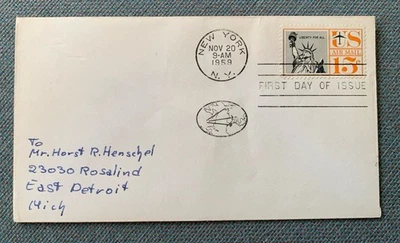 NEW YORK
NOV 20
9-AM
1959
N.Y.
LIBERTY FOR ALL
US
AIR MAIL
15¢
FIRST DAY OF ISSUE
To
Mr. Horst R. Henschel
23030 Rosalind
East Detroit
Mich